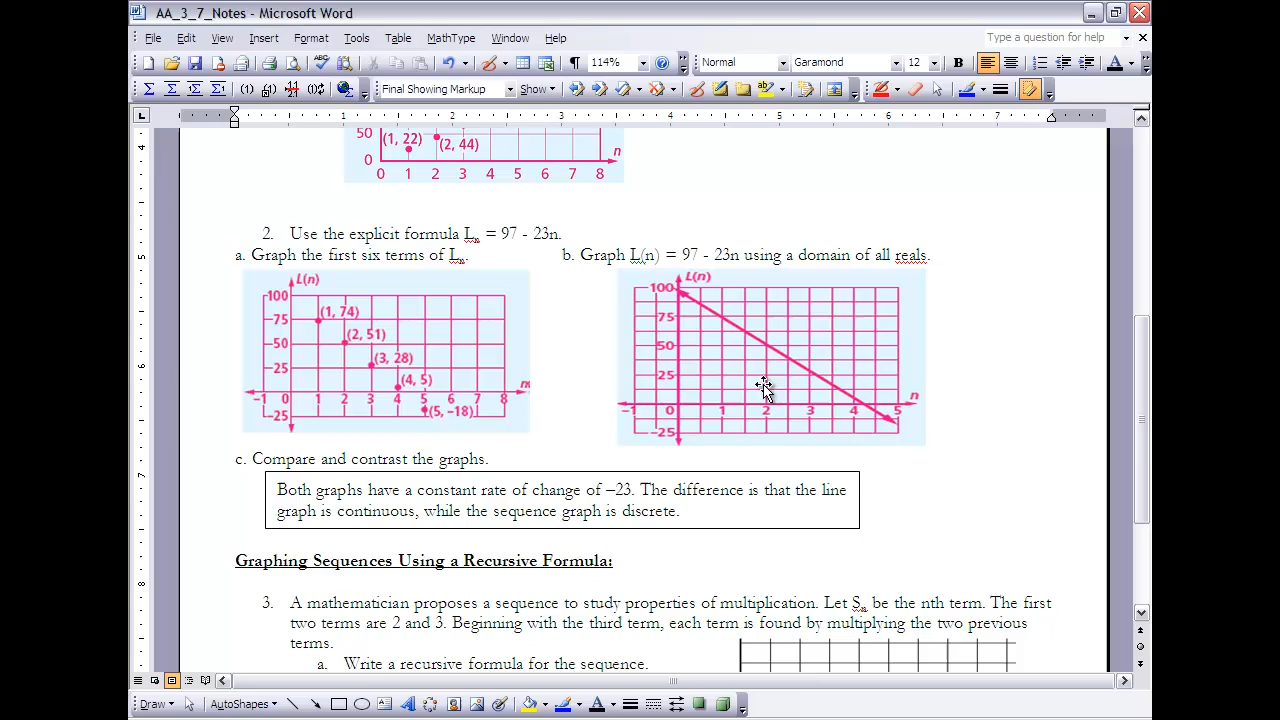 AA_3_7_Notes - Microsoft Word
File Edit View Insert Format Tools Table MathType Window Help Type a question for help
114% Normal Garamond 12 B A
Final Showing Markup Show
1 1 2 3 4 5 6 7
50 (1, 22) (2, 44)
0 n
0 1 2 3 4 5 6 7 8
2. Use the explicit formula Ln = 97 - 23n.
a. Graph the first six terms of Ln. b. Graph L(n) = 97 - 23n using a domain of all reals.
L(n)
100
75 (1, 74)
50 (2, 51)
25 (3, 28)
(4, 5) n
-1 0 1 2 3 4 5 6 7 8
-25 (5, -18)
L(n)
100
75
50
25
n
-1 0 1 2 3 4 5
-25
c. Compare and contrast the graphs.
Both graphs have a constant rate of change of –23. The difference is that the line
graph is continuous, while the sequence graph is discrete.
Graphing Sequences Using a Recursive Formula:
3. A mathematician proposes a sequence to study properties of multiplication. Let Sn be the nth term. The first
two terms are 2 and 3. Beginning with the third term, each term is found by multiplying the two previous
terms.
a. Write a recursive formula for the sequence.
Draw AutoShapes A